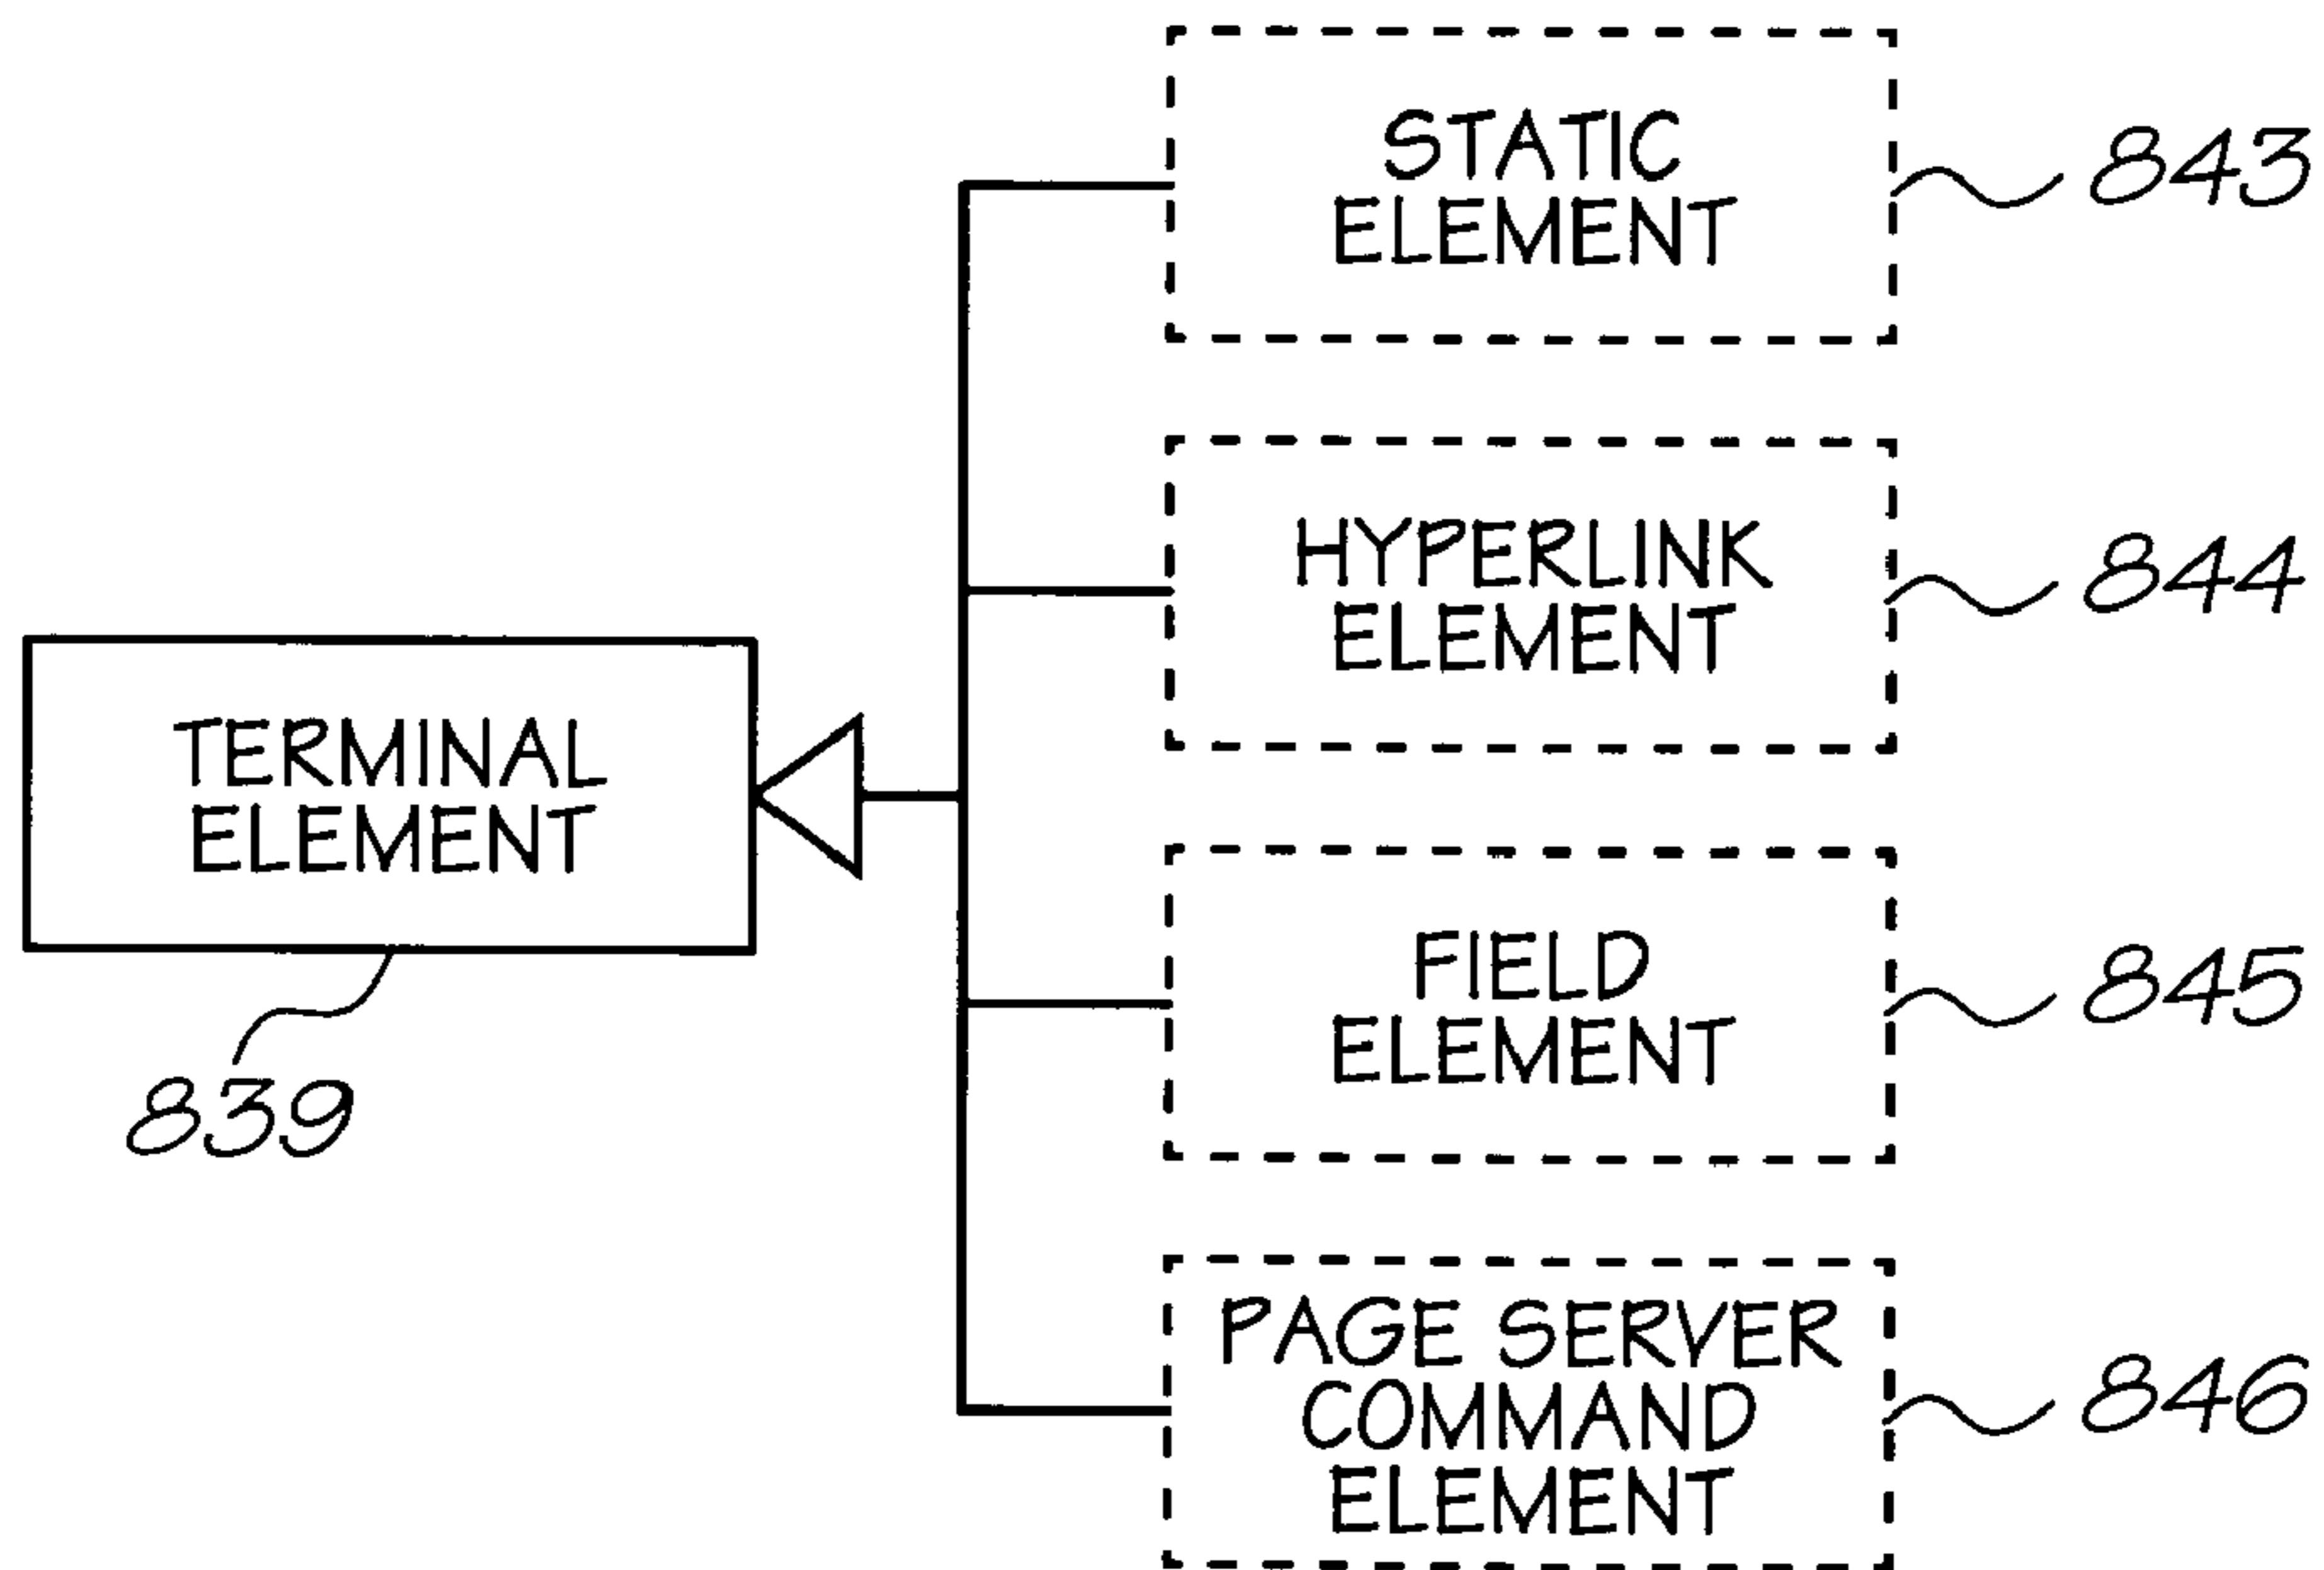 STATIC
ELEMENT
843
HYPERLINK
ELEMENT
844
TERMINAL
ELEMENT
839
FIELD
ELEMENT
845
PAGE SERVER
COMMAND
ELEMENT
846